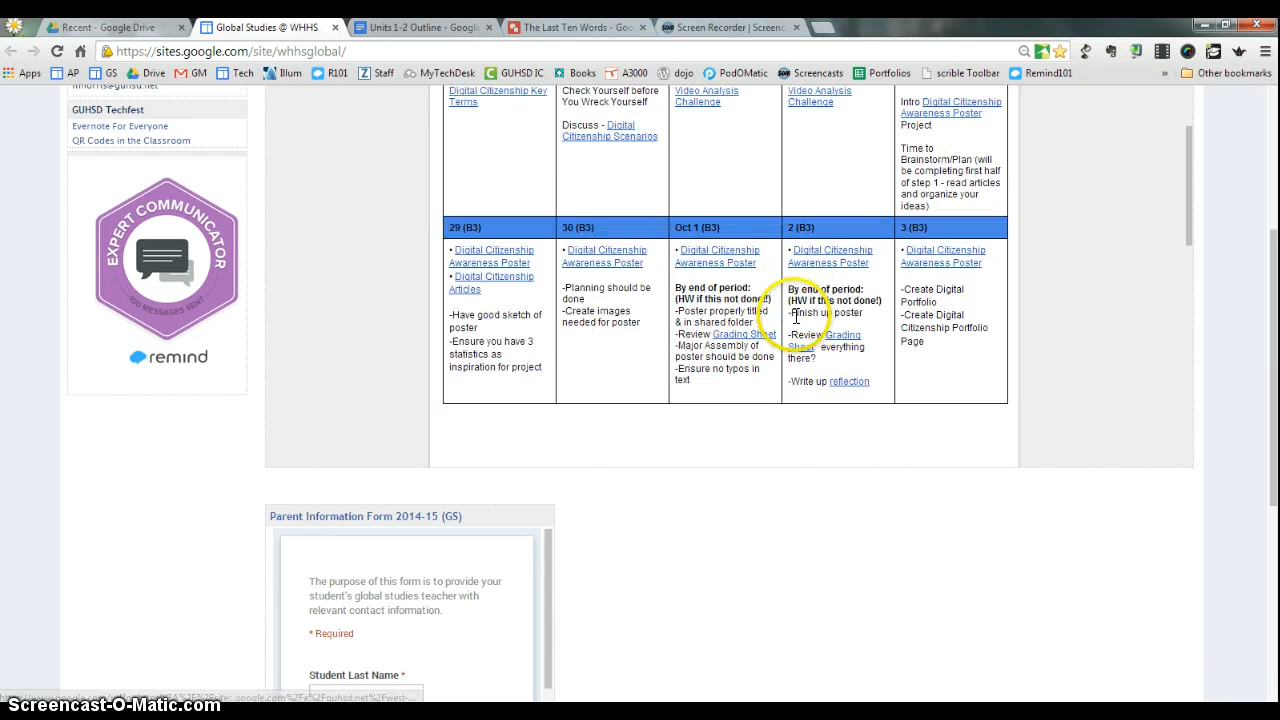 Recent - Google Drive
Global Studies @ WHHS
Units 1-2 Outline - Google
The Last Ten Words - Goo
Screen Recorder | Screenc
https://sites.google.com/site/whhsglobal/
Apps
AP
GS
Drive
GM
Tech
Illum
R101
Staff
MyTechDesk
GUHSD IC
Books
A3000
dojo
PodOMatic
Screencasts
Portfolios
scrible Toolbar
Remind101
»
Other bookmarks
GUHSD Techfest
Evernote For Everyone
QR Codes in the Classroom
EXPERT COMMUNICATOR
100 MESSAGES SENT
remind
Digital Citizenship Key
Terms
Check Yourself before
You Wreck Yourself
Discuss - Digital
Citizenship Scenarios
Video Analysis
Challenge
Video Analysis
Challenge
Intro Digital Citizenship
Awareness Poster
Project
Time to
Brainstorm/Plan (will
be completing first half
of step 1 - read articles
and organize your
ideas)
29 (B3)
30 (B3)
Oct 1 (B3)
2 (B3)
3 (B3)
• Digital Citizenship
Awareness Poster
• Digital Citizenship
Articles
-Have good sketch of
poster
-Ensure you have 3
statistics as
inspiration for project
• Digital Citizenship
Awareness Poster
-Planning should be
done
-Create images
needed for poster
• Digital Citizenship
Awareness Poster
By end of period:
(HW if this not done!)
-Poster properly titled
& in shared folder
-Review Grading Sheet
-Major Assembly of
poster should be done
-Ensure no typos in
text
• Digital Citizenship
Awareness Poster
By end of period:
(HW if this not done!)
-Finish up poster
-Review Grading
Sheet everything
there?
-Write up reflection
• Digital Citizenship
Awareness Poster
-Create Digital
Portfolio
-Create Digital
Citizenship Portfolio
Page
Parent Information Form 2014-15 (GS)
The purpose of this form is to provide your
student's global studies teacher with
relevant contact information.
* Required
Student Last Name *
Screencast-O-Matic.com